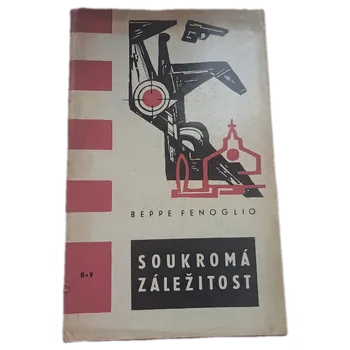 BEPPE FENOGLIO
SOUKROMÁ
ZÁLEŽITOST
H+V